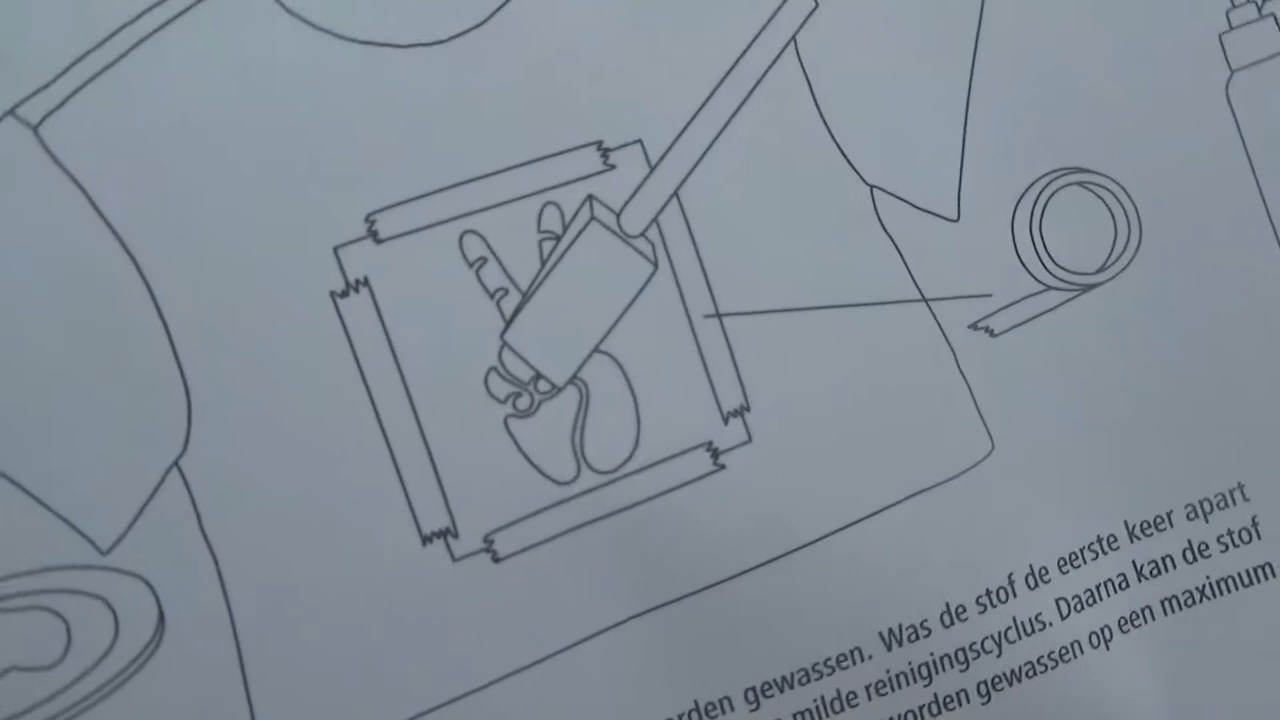 gewassen. Was de stof de eerste keer apart
milde reinigingscyclus. Daarna kan de stof
worden gewassen op een maximum